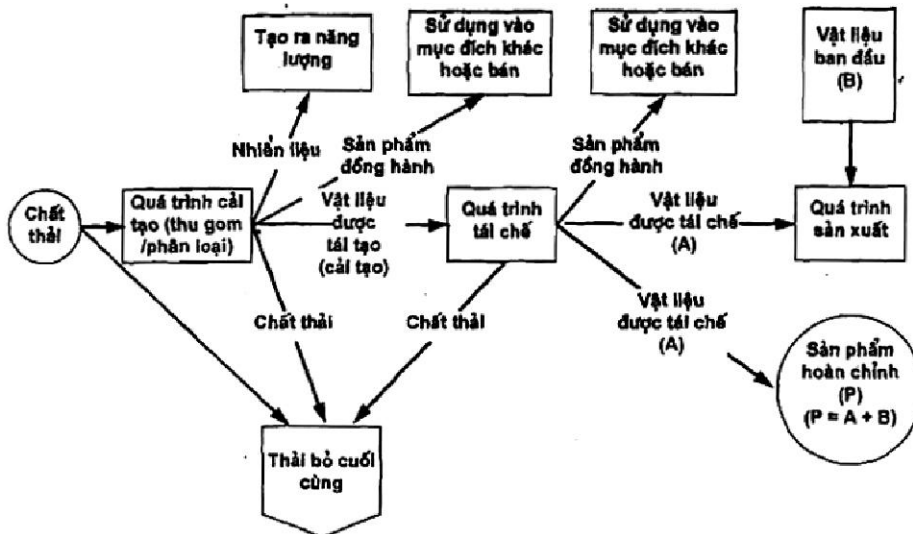 Tạo ra năng
lượng
Sử dụng vào
mục đích khác
hoặc bán
Sử dụng vào
mục đích khác
hoặc bán
Vật liệu
ban đầu
(B)
Nhiên liệu
Sản phẩm
đồng hành
Sản phẩm
đồng hành
Chất
thải
Quá trình cải
tạo (thu gom
/phân loại)
Vật liệu
được
tái tạo
(cải tạo)
Quá trình
tái chế
Vật liệu
được tái chế
(A)
Quá trình
sản xuất
Chất thải
Chất thải
Vật liệu
được tái chế
(A)
Sản phẩm
hoàn chỉnh
(P)
(P = A + B)
Thải bỏ cuối
cùng